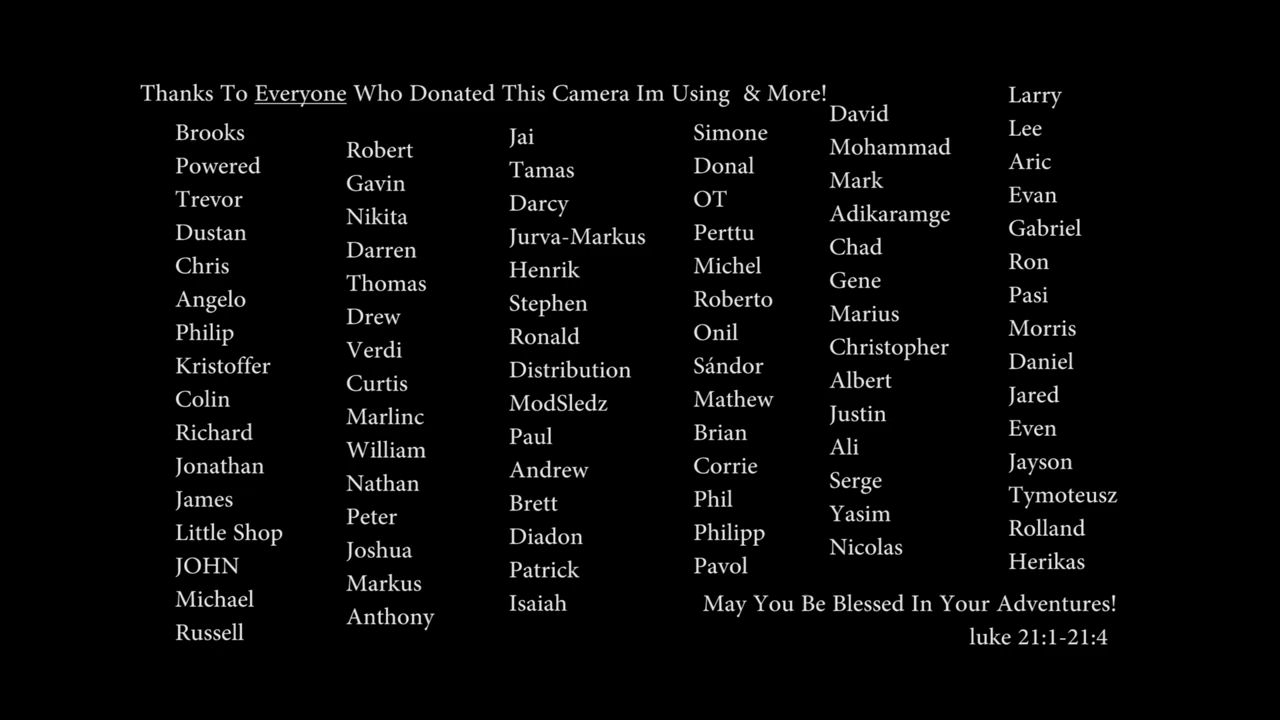 Thanks To Everyone Who Donated This Camera Im Using & More!
Brooks
Powered
Trevor
Dustan
Chris
Angelo
Philip
Kristoffer
Colin
Richard
Jonathan
James
Little Shop
JOHN
Michael
Russell
Robert
Gavin
Nikita
Darren
Thomas
Drew
Verdi
Curtis
Marlinc
William
Nathan
Peter
Joshua
Markus
Anthony
Jai
Tamas
Darcy
Jurva-Markus
Henrik
Stephen
Ronald
Distribution
ModSledz
Paul
Andrew
Brett
Diadon
Patrick
Isaiah
Simone
Donal
OT
Perttu
Michel
Roberto
Onil
Sándor
Mathew
Brian
Corrie
Phil
Philipp
Pavol
David
Mohammad
Mark
Adikaramge
Chad
Gene
Marius
Christopher
Albert
Justin
Ali
Serge
Yasim
Nicolas
Larry
Lee
Aric
Evan
Gabriel
Ron
Pasi
Morris
Daniel
Jared
Even
Jayson
Tymoteusz
Rolland
Herikas
May You Be Blessed In Your Adventures!
luke 21:1-21:4